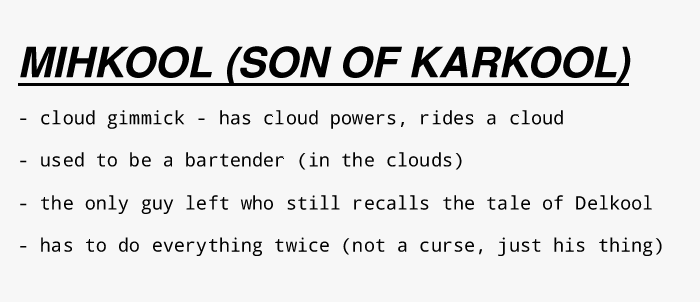 MIHKOOL (SON OF KARKOOL)
- cloud gimmick - has cloud powers, rides a cloud
- used to be a bartender (in the clouds)
- the only guy left who still recalls the tale of Delkool
- has to do everything twice (not a curse, just his thing)